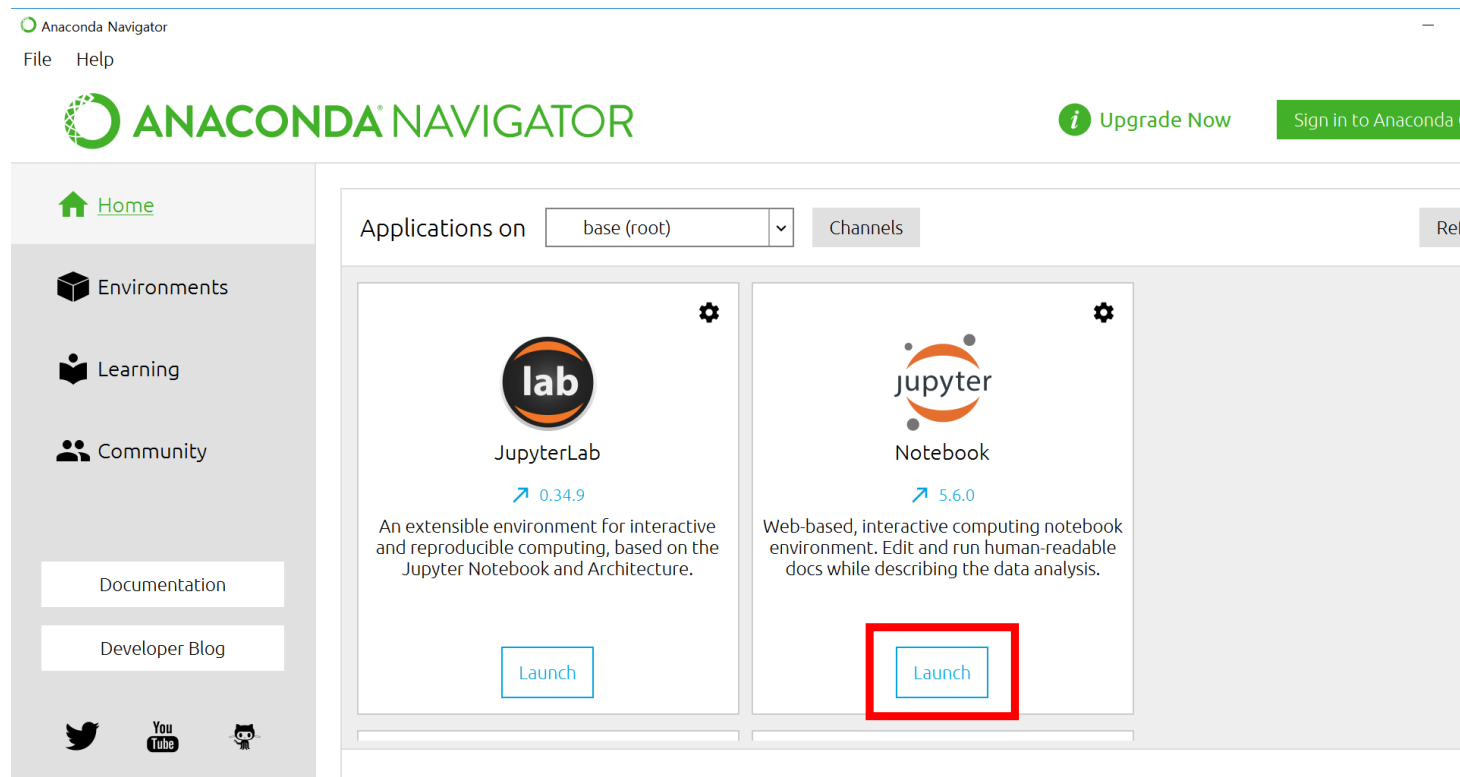 Anaconda Navigator
File Help
ANACONDA NAVIGATOR
Upgrade Now
Sign in to Anaconda
Home
Environments
Learning
Community
Documentation
Developer Blog
You
Tube
Applications on base (root) Channels
lab
JupyterLab
0.34.9
An extensible environment for interactive
and reproducible computing, based on the
Jupyter Notebook and Architecture.
Launch
jupyter
Notebook
5.6.0
Web-based, interactive computing notebook
environment. Edit and run human-readable
docs while describing the data analysis.
Launch